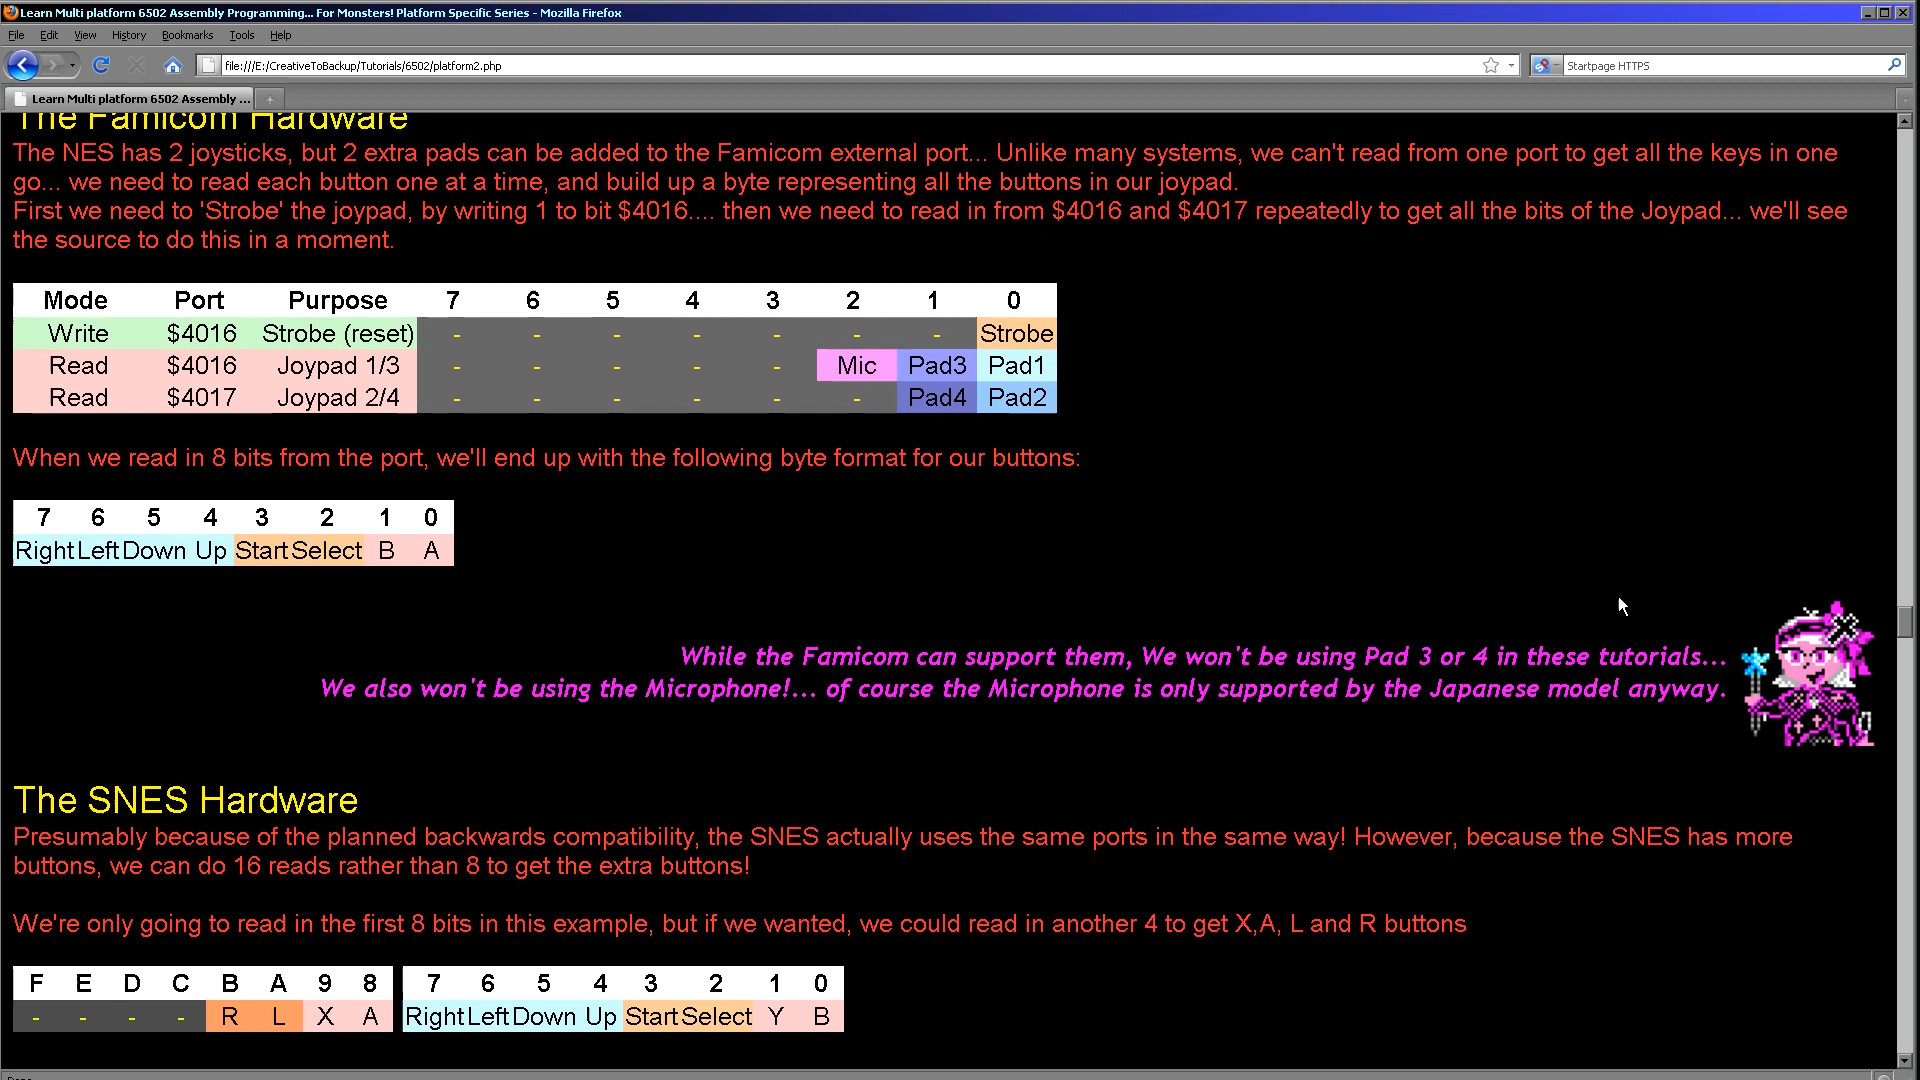 Learn Multi platform 6502 Assembly Programming... For Monsters! Platform Specific Series - Mozilla Firefox
File Edit View History Bookmarks Tools Help
file:///E:/CreativeToBackup/Tutorials/6502/platform2.php
Startpage HTTPS
Learn Multi platform 6502 Assembly ...
The Famicom Hardware
The NES has 2 joysticks, but 2 extra pads can be added to the Famicom external port... Unlike many systems, we can't read from one port to get all the keys in one
go... we need to read each button one at a time, and build up a byte representing all the buttons in our joypad.
First we need to 'Strobe' the joypad, by writing 1 to bit $4016.... then we need to read in from $4016 and $4017 repeatedly to get all the bits of the Joypad... we'll see
the source to do this in a moment.
Mode Port Purpose 7 6 5 4 3 2 1 0
Write $4016 Strobe (reset) - - - - - - - Strobe
Read $4016 Joypad 1/3 - - - - - Mic Pad3 Pad1
Read $4017 Joypad 2/4 - - - - - - Pad4 Pad2
When we read in 8 bits from the port, we'll end up with the following byte format for our buttons:
7 6 5 4 3 2 1 0
Right Left Down Up Start Select B A
While the Famicom can support them, We won't be using Pad 3 or 4 in these tutorials...
We also won't be using the Microphone!... of course the Microphone is only supported by the Japanese model anyway.
The SNES Hardware
Presumably because of the planned backwards compatibility, the SNES actually uses the same ports in the same way! However, because the SNES has more
buttons, we can do 16 reads rather than 8 to get the extra buttons!
We're only going to read in the first 8 bits in this example, but if we wanted, we could read in another 4 to get X,A, L and R buttons
F E D C B A 9 8 7 6 5 4 3 2 1 0
- - - - R L X A Right Left Down Up Start Select Y B